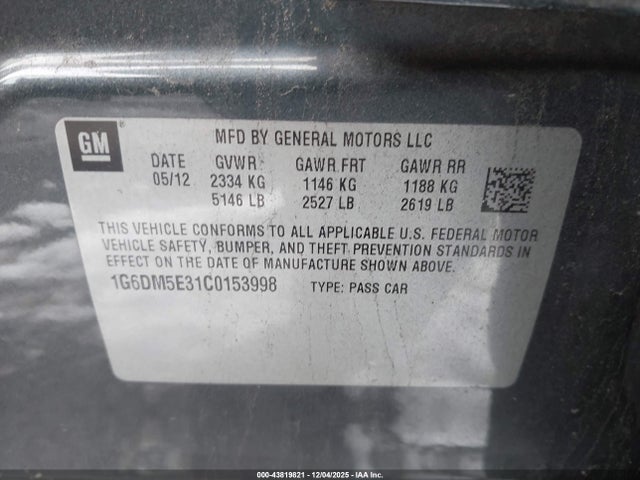 GM
MFD BY GENERAL MOTORS LLC
DATE GVWR GAWR FRT GAWR RR
05/12 2334 KG 1146 KG 1188 KG
5146 LB 2527 LB 2619 LB
THIS VEHICLE CONFORMS TO ALL APPLICABLE U.S. FEDERAL MOTOR
VEHICLE SAFETY, BUMPER, AND THEFT PREVENTION STANDARDS IN
EFFECT ON THE DATE OF MANUFACTURE SHOWN ABOVE.
1G6DM5E31C0153998 TYPE: PASS CAR
000-43819821 | 12/04/2025 | IAA Inc.